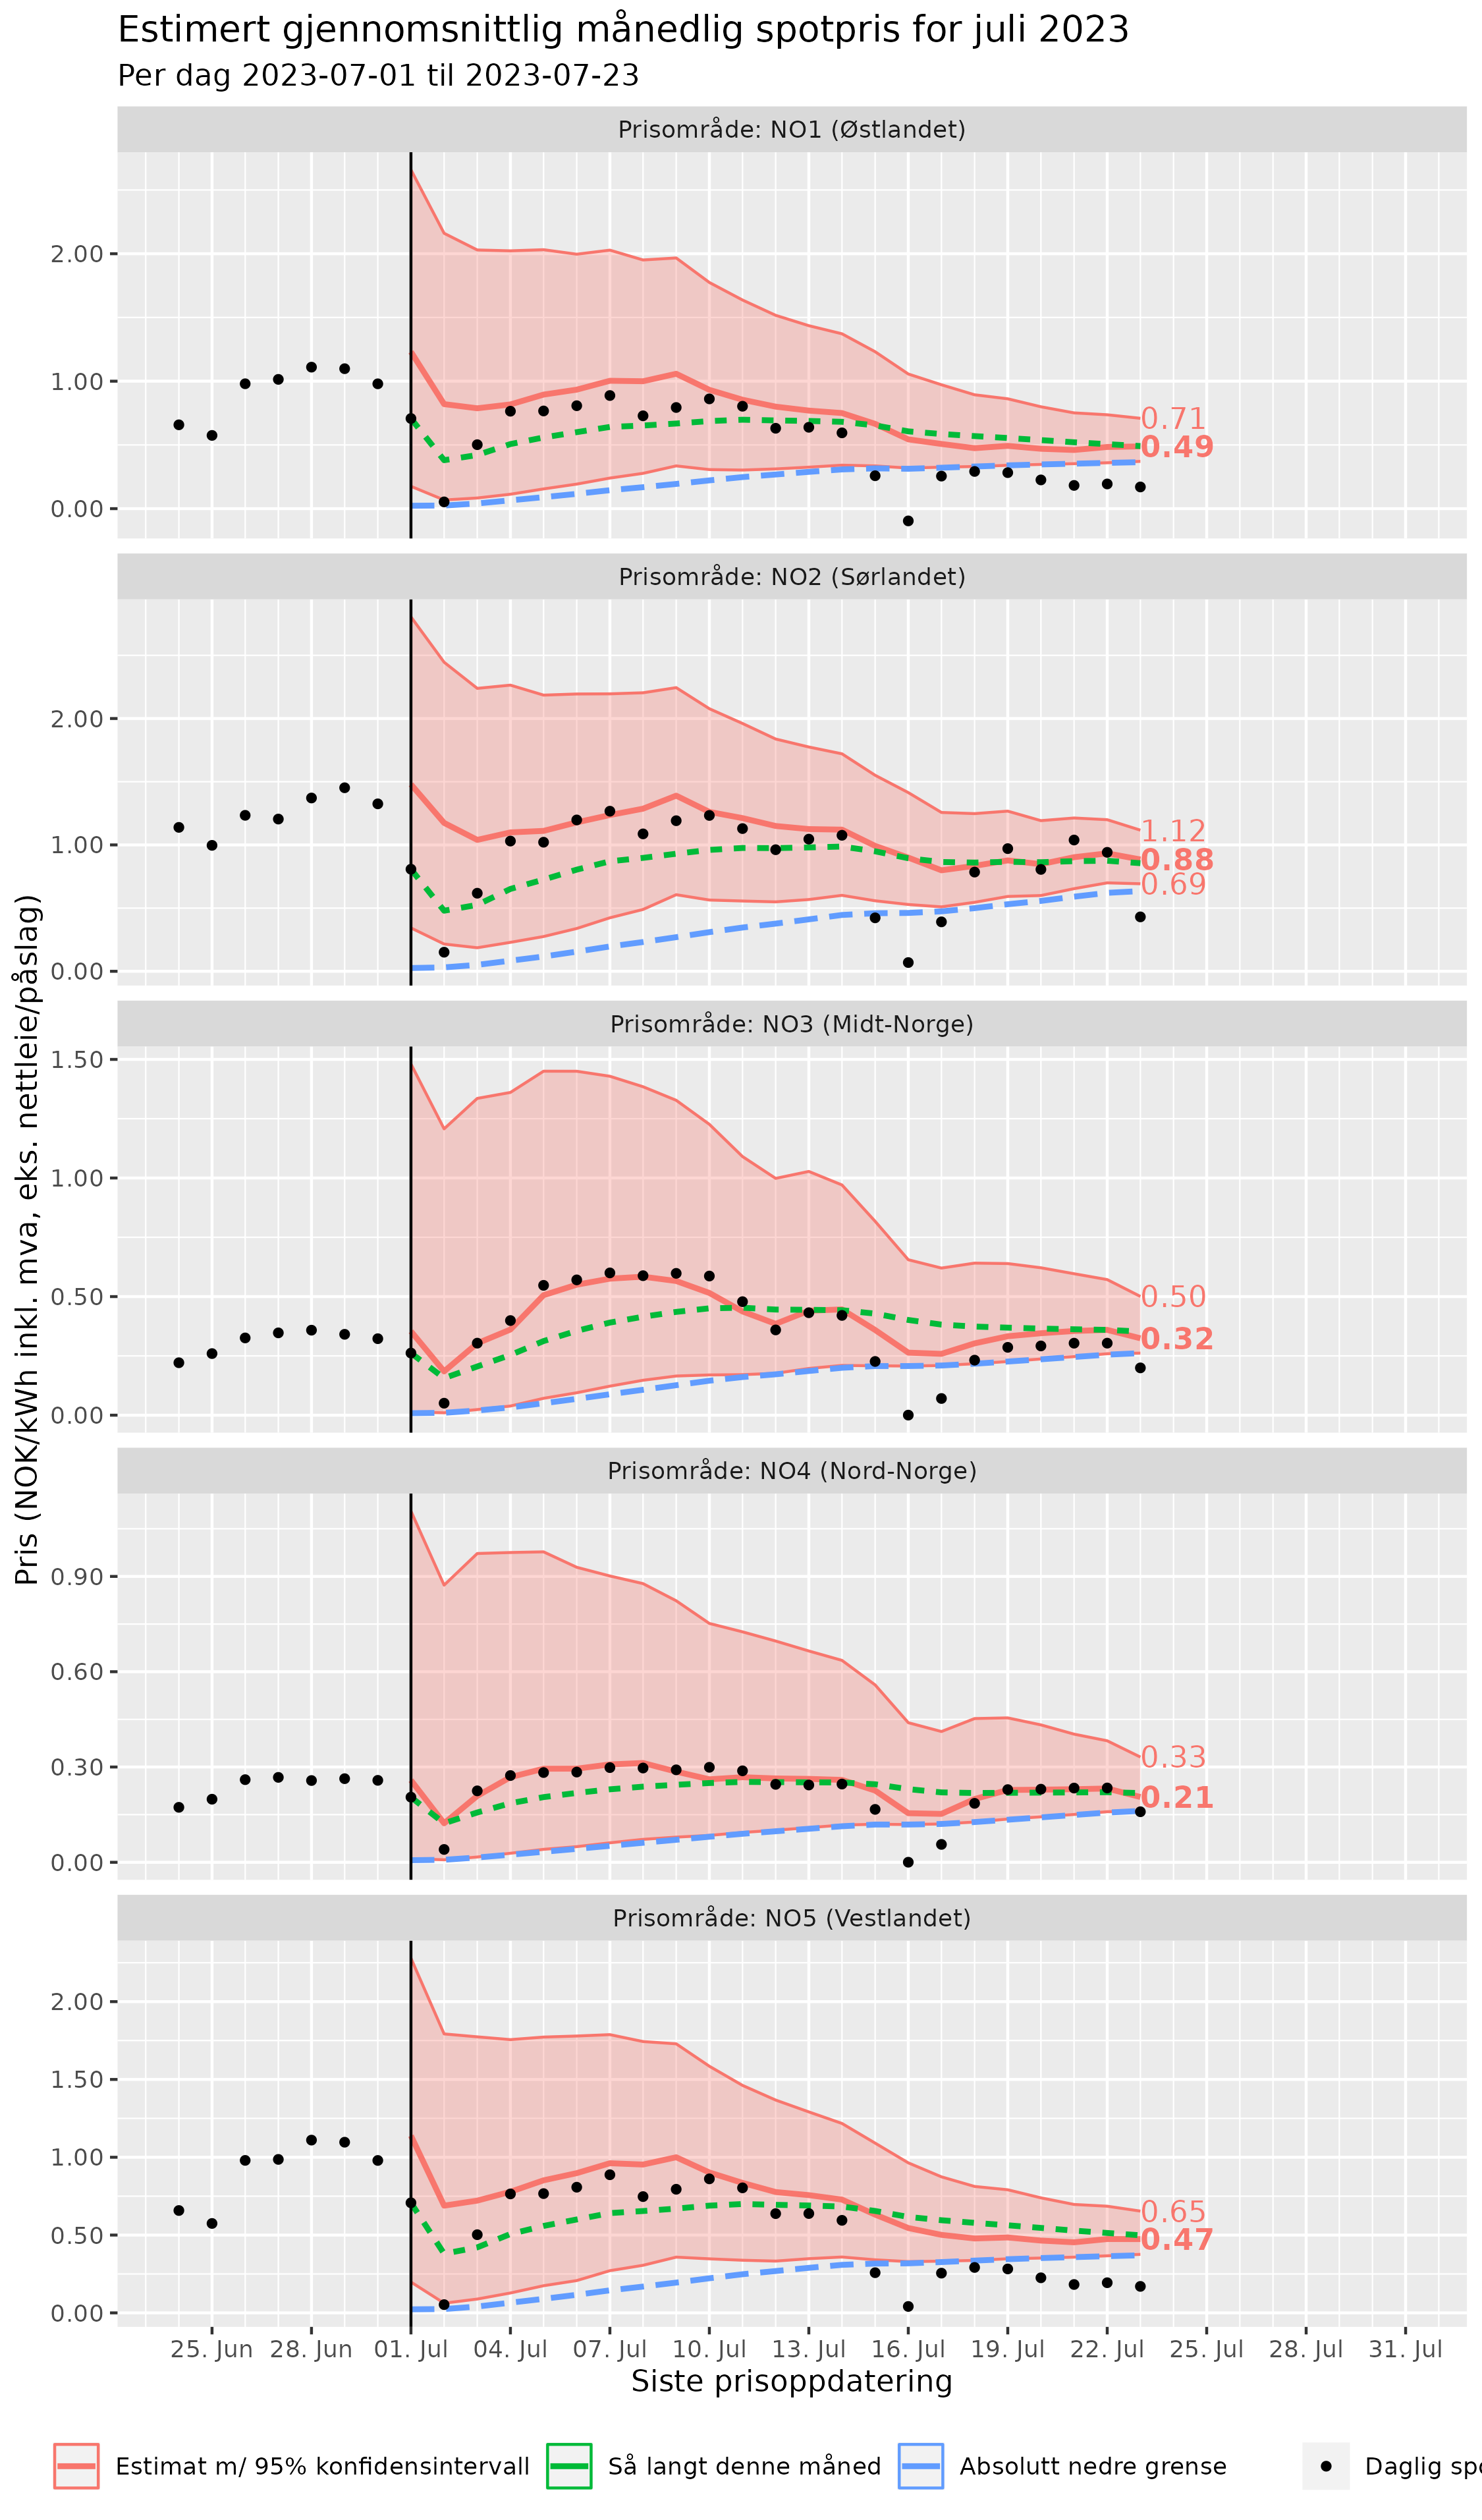 Estimert gjennomsnittlig månedlig spotpris for juli 2023
Per dag 2023-07-01 til 2023-07-23
Pris (NOK/kWh inkl. mva, eks. nettleie/påslag)
Prisområde: NO1 (Østlandet)
2.00
1.00
0.00
0.71
0.49
Prisområde: NO2 (Sørlandet)
2.00
1.00
0.00
1.12
0.88
0.69
Prisområde: NO3 (Midt-Norge)
1.50
1.00
0.50
0.00
0.50
0.32
Prisområde: NO4 (Nord-Norge)
0.90
0.60
0.30
0.00
0.33
0.21
Prisområde: NO5 (Vestlandet)
2.00
1.50
1.00
0.50
0.00
0.65
0.47
25. Jun 28. Jun 01. Jul 04. Jul 07. Jul 10. Jul 13. Jul 16. Jul 19. Jul 22. Jul 25. Jul 28. Jul 31. Jul
Siste prisoppdatering
Estimat m/ 95% konfidensintervall Så langt denne måned Absolutt nedre grense Daglig